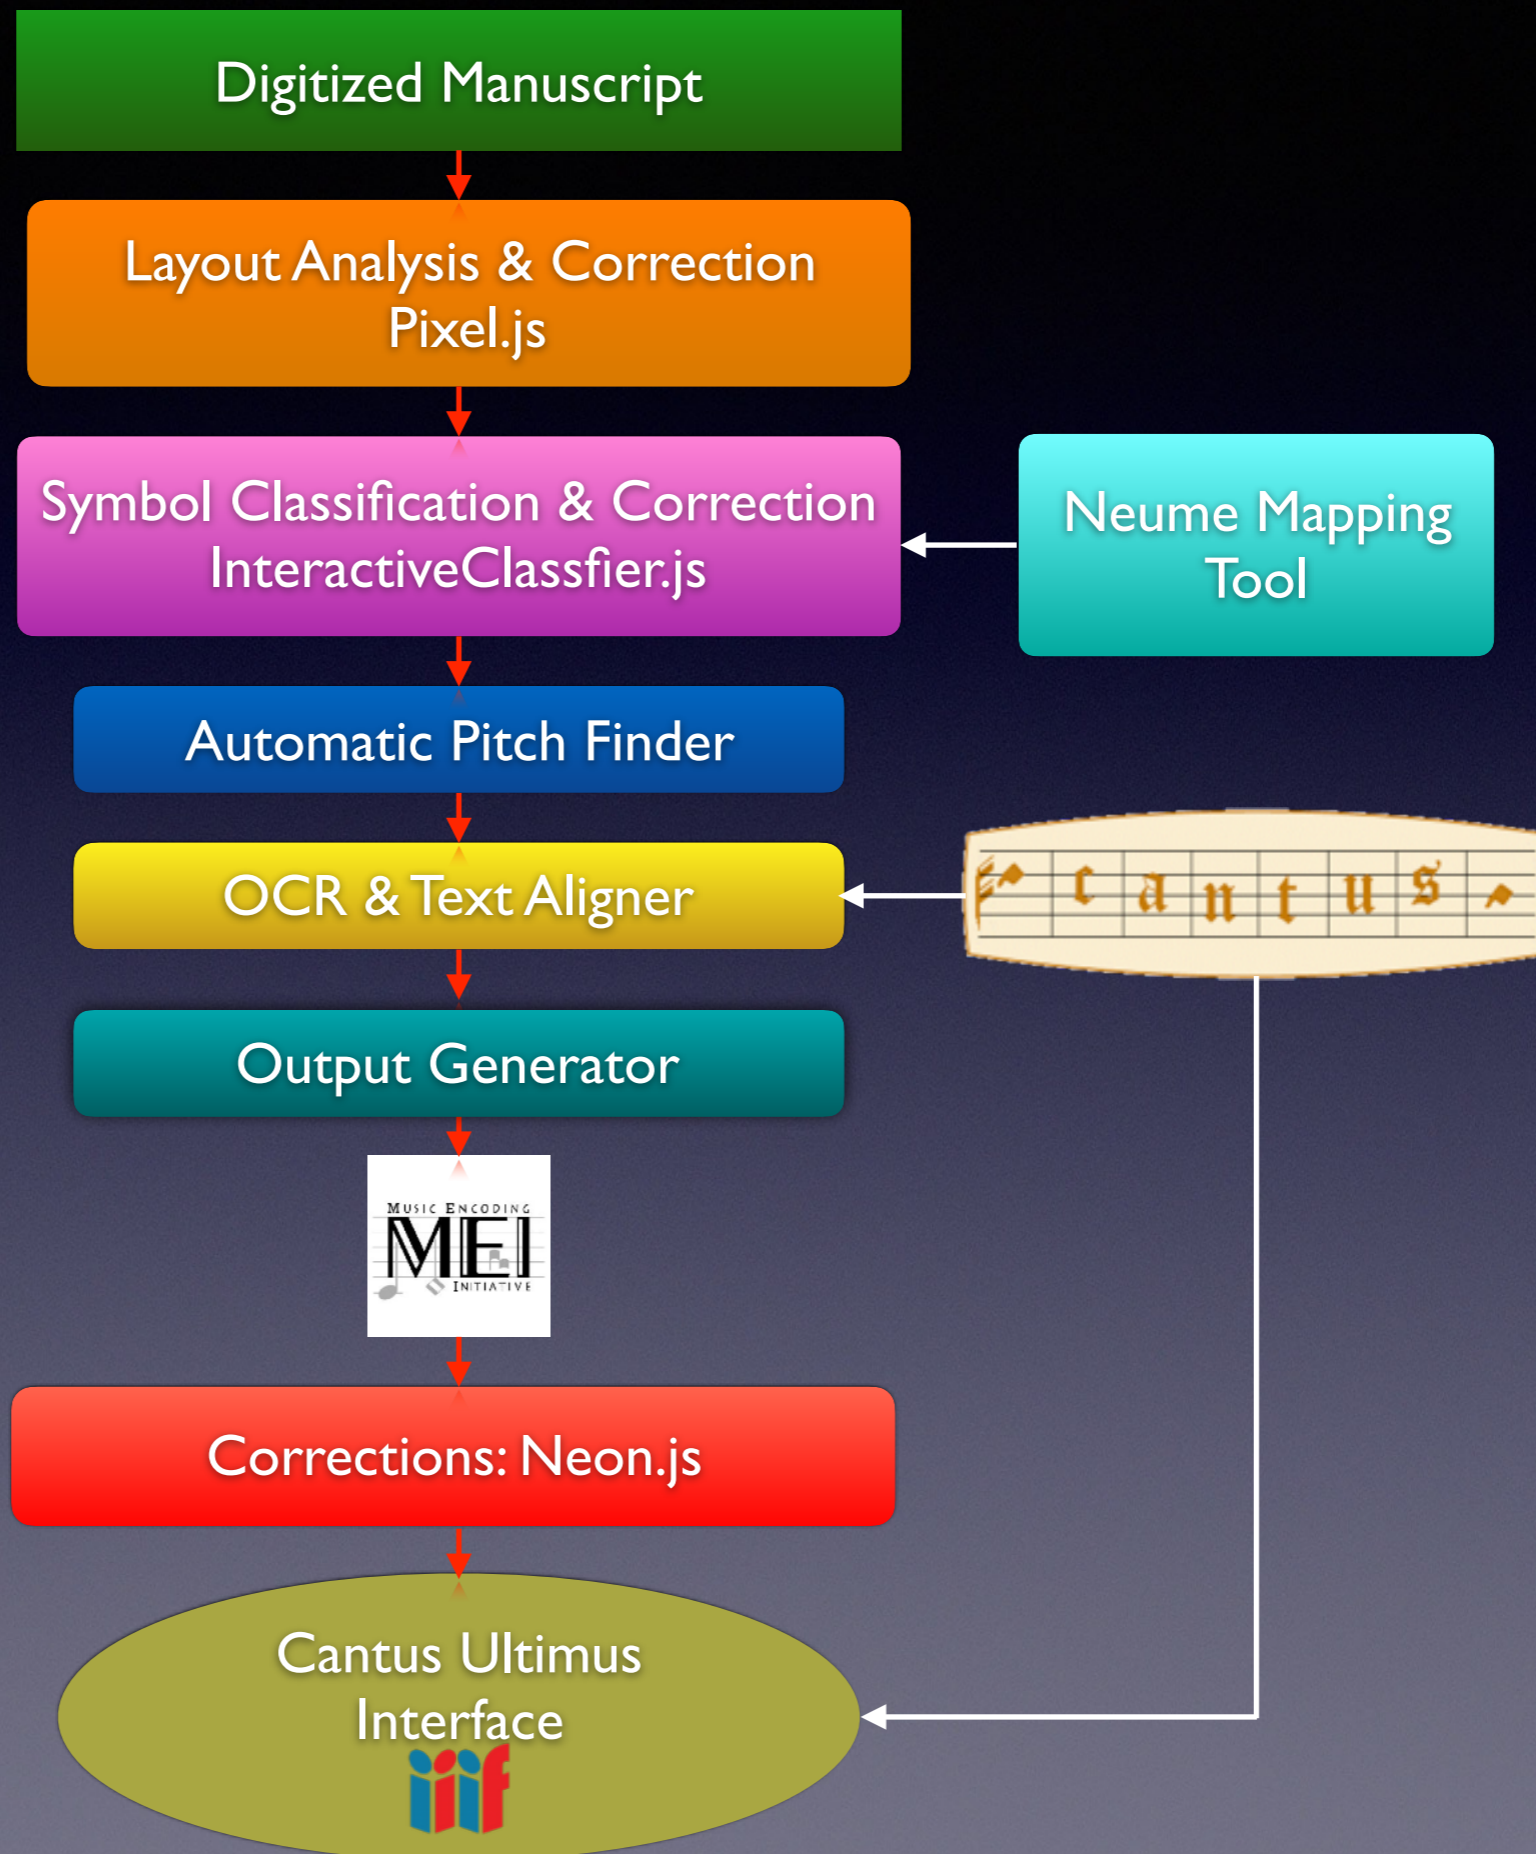 Digitized Manuscript
Layout Analysis & Correction
Pixel.js
Symbol Classification & Correction
InteractiveClassfier.js
Neume Mapping
Tool
Automatic Pitch Finder
OCR & Text Aligner
cantus
Output Generator
MUSIC ENCODING
MEI
INITIATIVE
Corrections: Neon.js
Cantus Ultimus
Interface
iiif